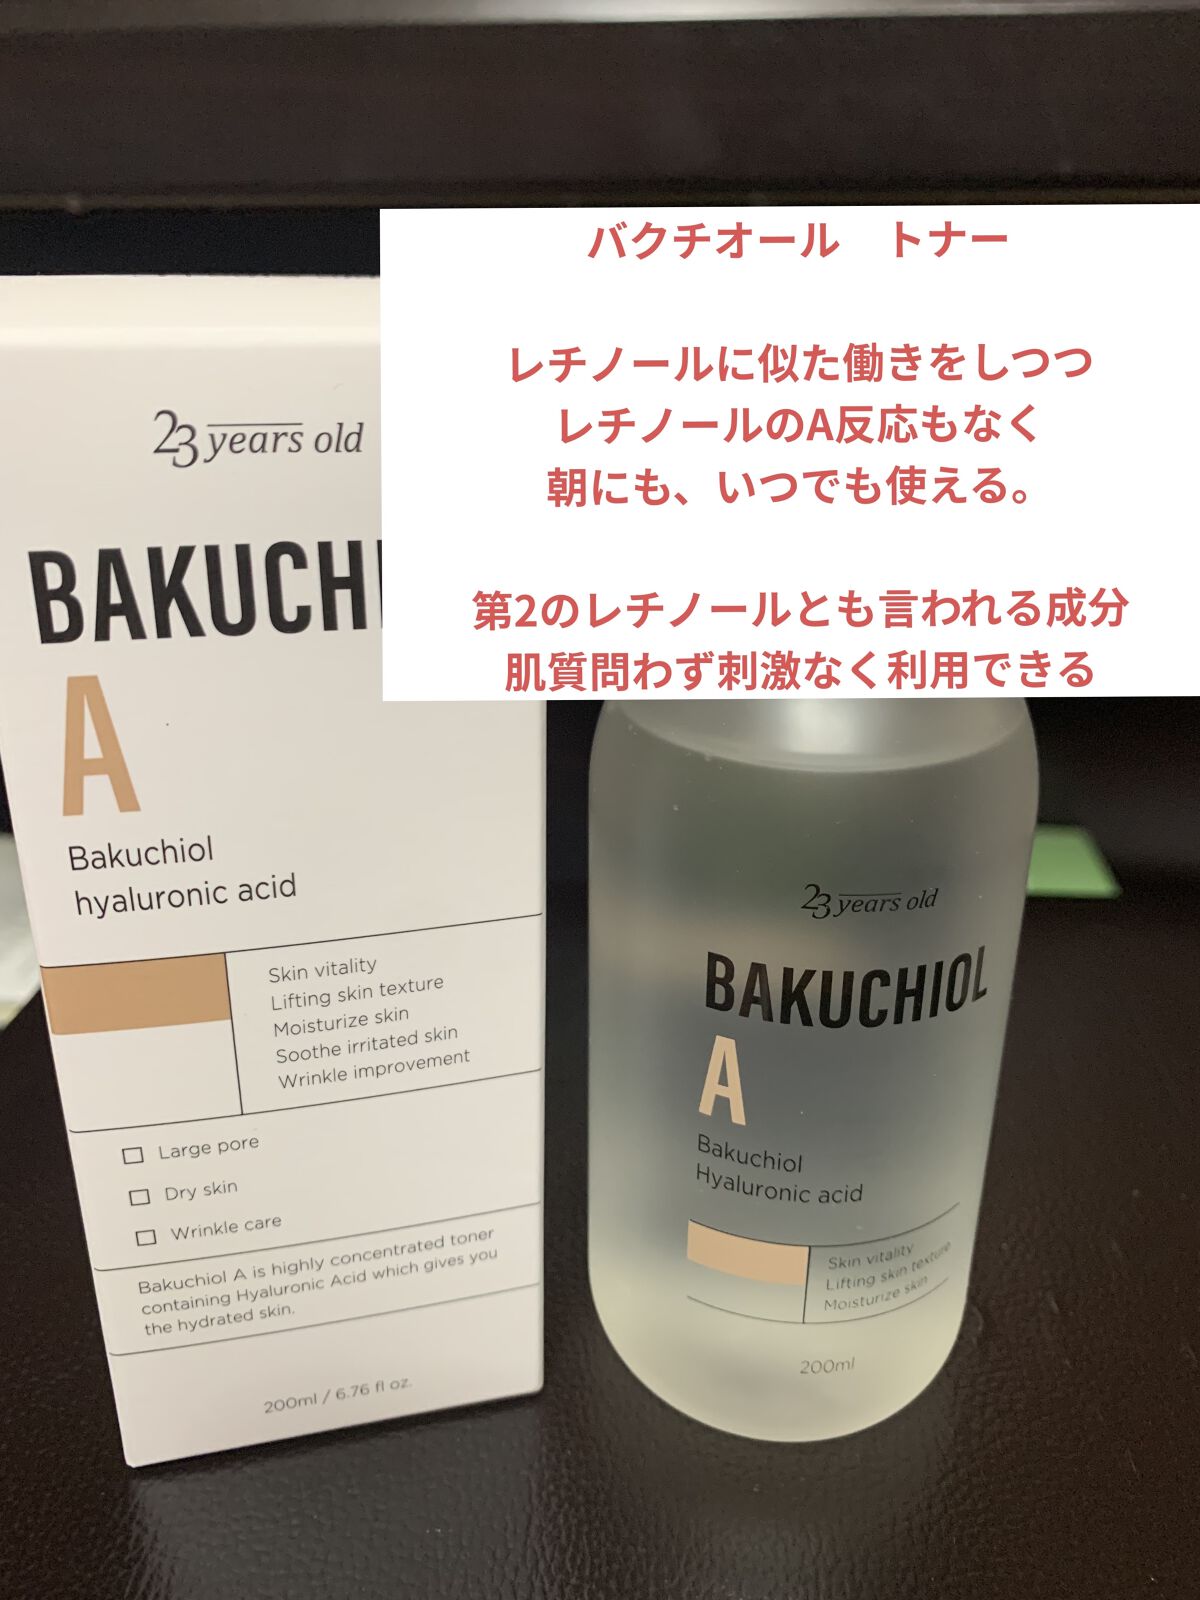 バクチオール　トナー
レチノールに似た働きをしつつ
レチノールのA反応もなく
朝にも、いつでも使える。
第2のレチノールとも言われる成分
肌質問わず刺激なく利用できる
23 years old
BAKUCHI
A
Bakuchiol
hyaluronic acid
Skin vitality
Lifting skin texture
Moisturize skin
Soothe irritated skin
Wrinkle improvement
Large pore
Dry skin
Wrinkle care
Bakuchiol A is highly concentrated toner
containing Hyaluronic Acid which gives you
the hydrated skin.
200ml / 6.76 fl oz.
23 years old
BAKUCHIOL
A
Bakuchiol
Hyaluronic acid
Skin vitality
Lifting skin texture
Moisturize skin
200ml